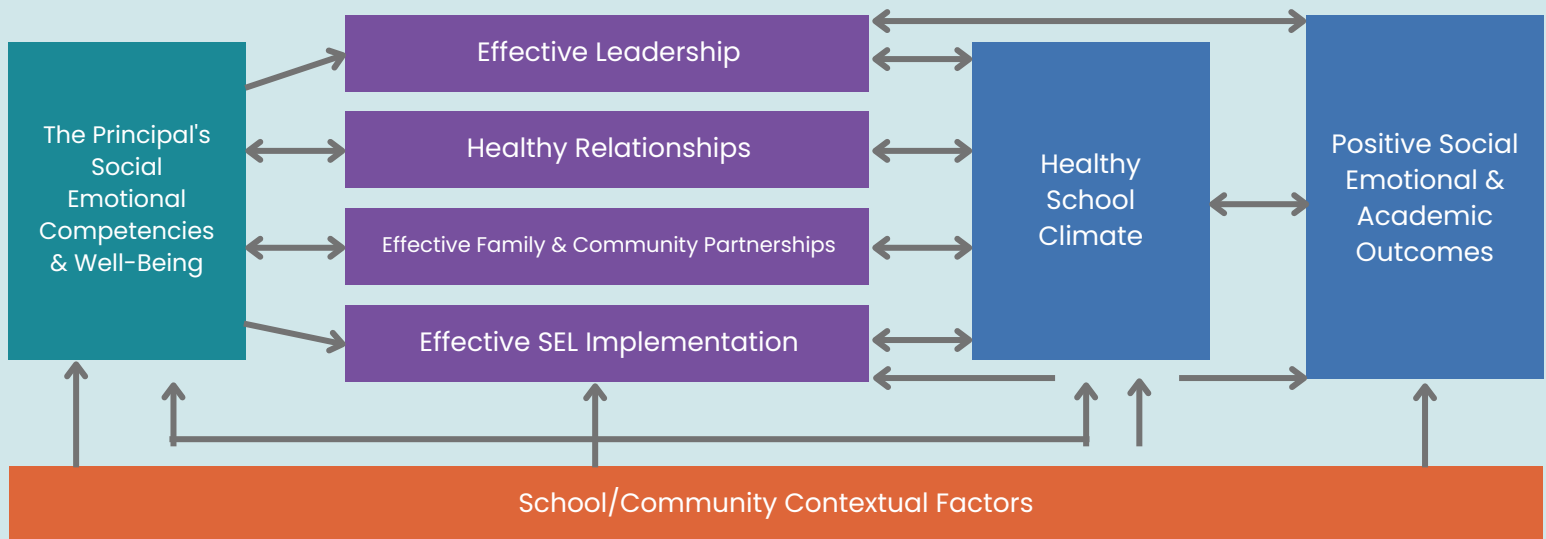 The Principal's
Social
Emotional
Competencies
& Well-Being
Effective Leadership
Healthy Relationships
Effective Family & Community Partnerships
Effective SEL Implementation
Healthy
School
Climate
Positive Social
Emotional &
Academic
Outcomes
School/Community Contextual Factors